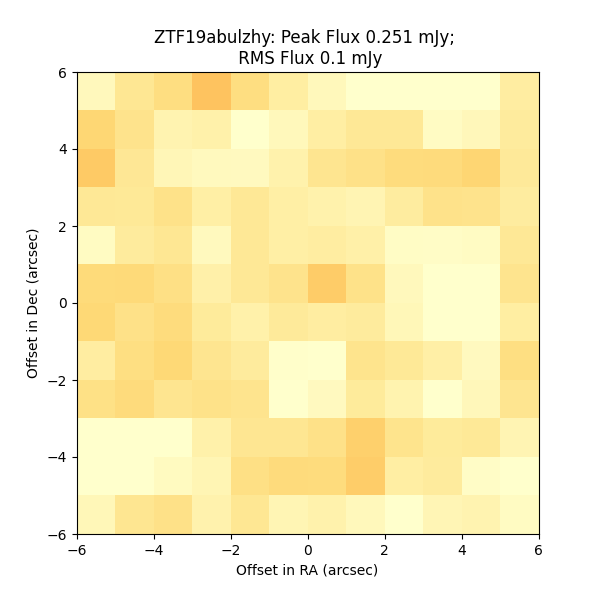 ZTF19abulzhy: Peak Flux 0.251 mJy;
RMS Flux 0.1 mJy
6
4
2
0
−2
−4
−6
Offset in Dec (arcsec)
−6 −4 −2 0 2 4 6
Offset in RA (arcsec)